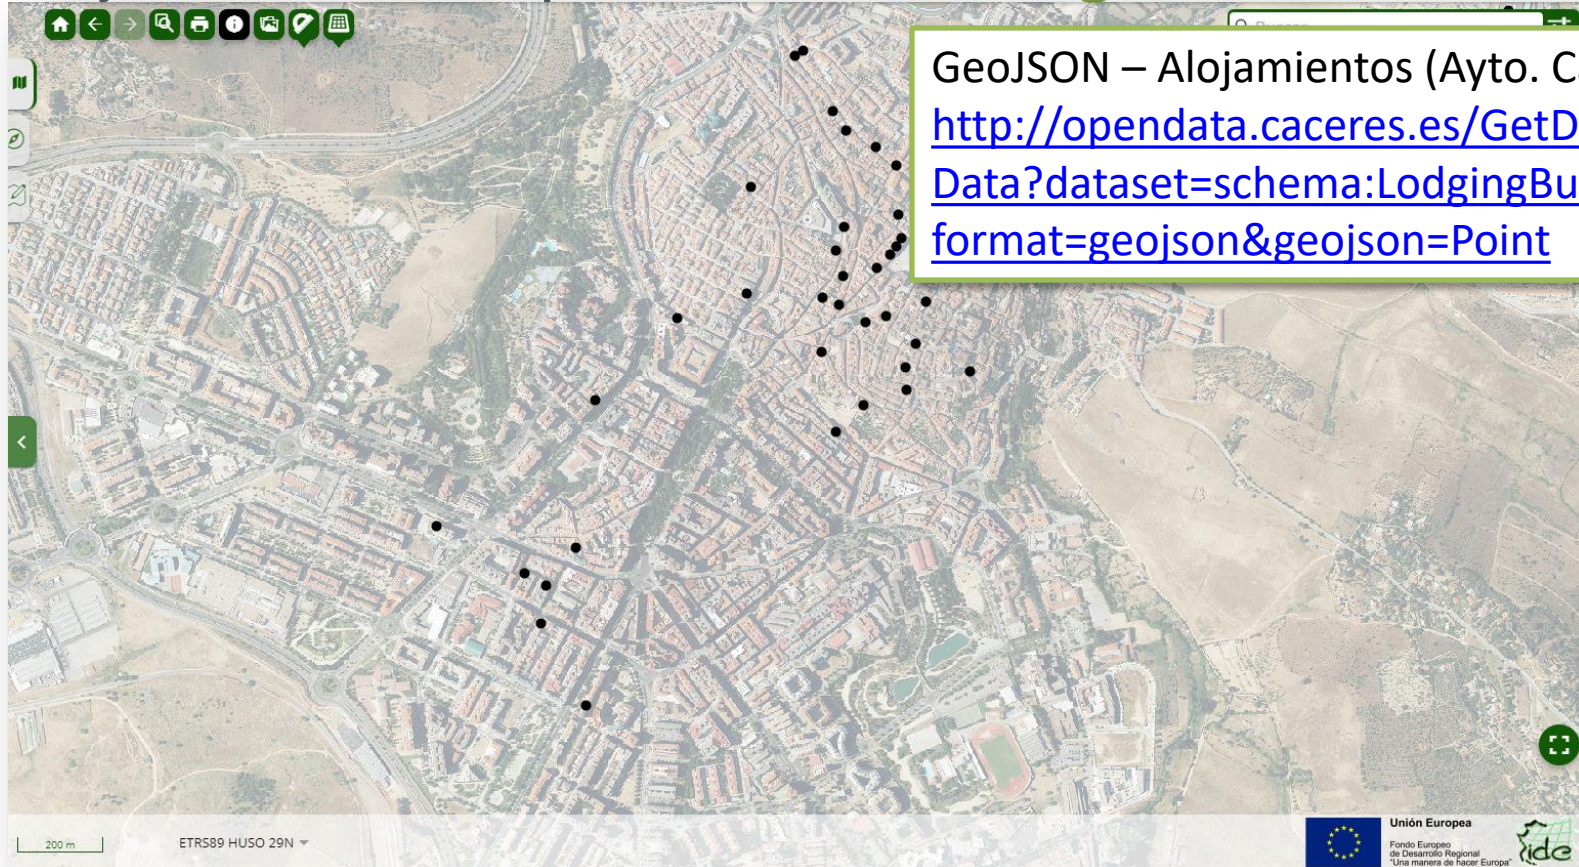 GeoJSON – Alojamientos (Ayto. C
http://opendata.caceres.es/GetD
Data?dataset=schema:LodgingBu
format=geojson&geojson=Point
200 m
ETRS89 HUSO 29N
Unión Europea
Fondo Europeo
de Desarrollo Regional
"Una manera de hacer Europa"
ide